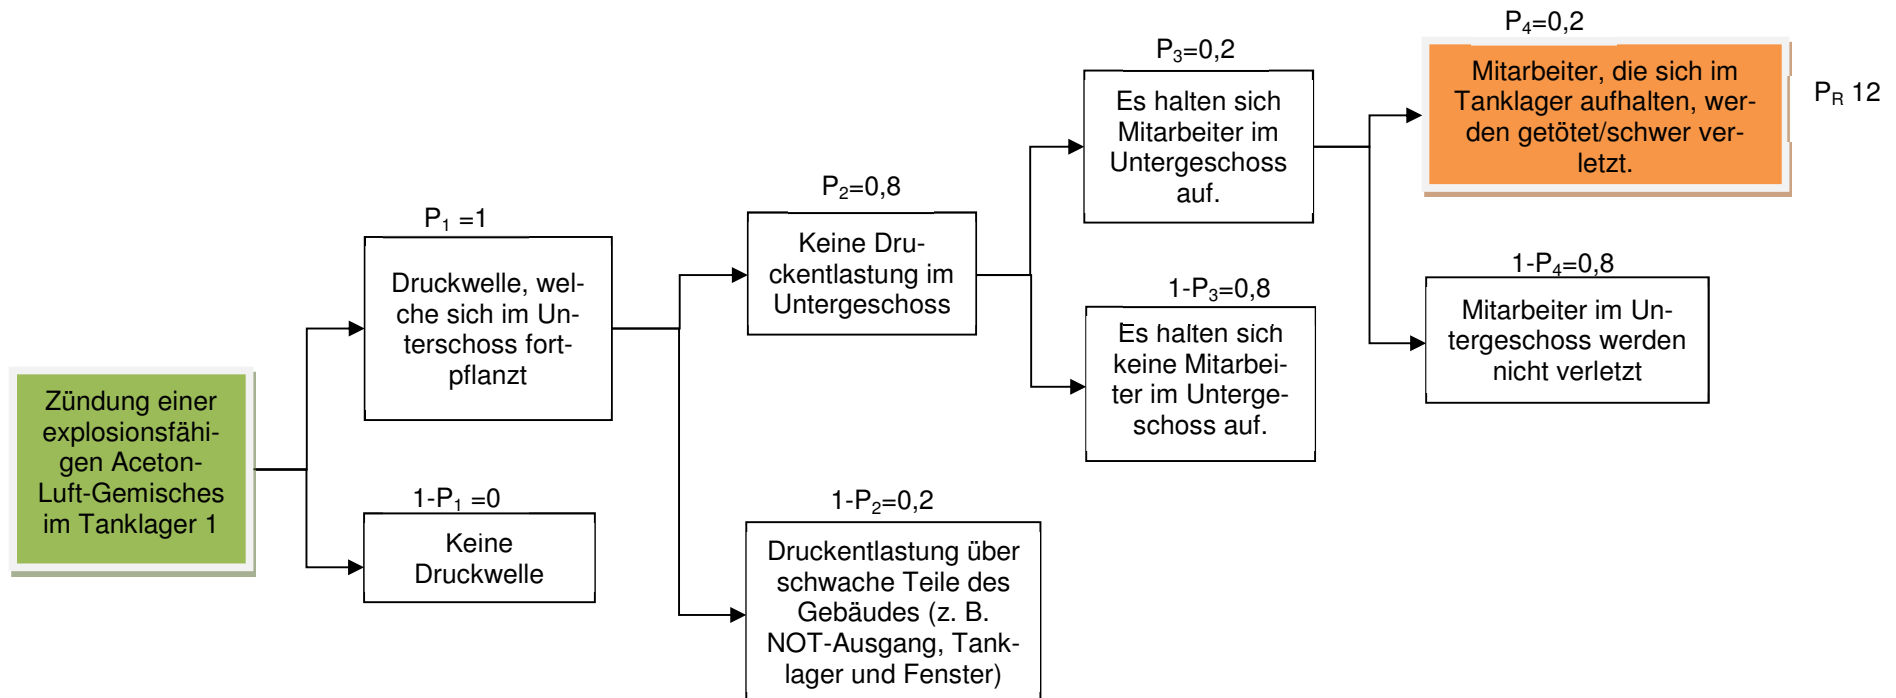 P4=0,2
Mitarbeiter, die sich im
Tanklager aufhalten, wer-
den getötet/schwer ver-
letzt.
PR 12
P3=0,2
Es halten sich
Mitarbeiter im
Untergeschoss
auf.
P2=0,8
Keine Dru-
ckentlastung im
Untergeschoss
P1 =1
Druckwelle, wel-
che sich im Un-
terschoss fort-
pflanzt
1-P4=0,8
Mitarbeiter im Un-
tergeschoss werden
nicht verletzt
1-P3=0,8
Es halten sich
keine Mitarbei-
ter im Unterge-
schoss auf.
Zündung einer
explosionsfähi-
gen Aceton-
Luft-Gemisches
im Tanklager 1
1-P1 =0
Keine
Druckwelle
1-P2=0,2
Druckentlastung über
schwache Teile des
Gebäudes (z. B.
NOT-Ausgang, Tank-
lager und Fenster)